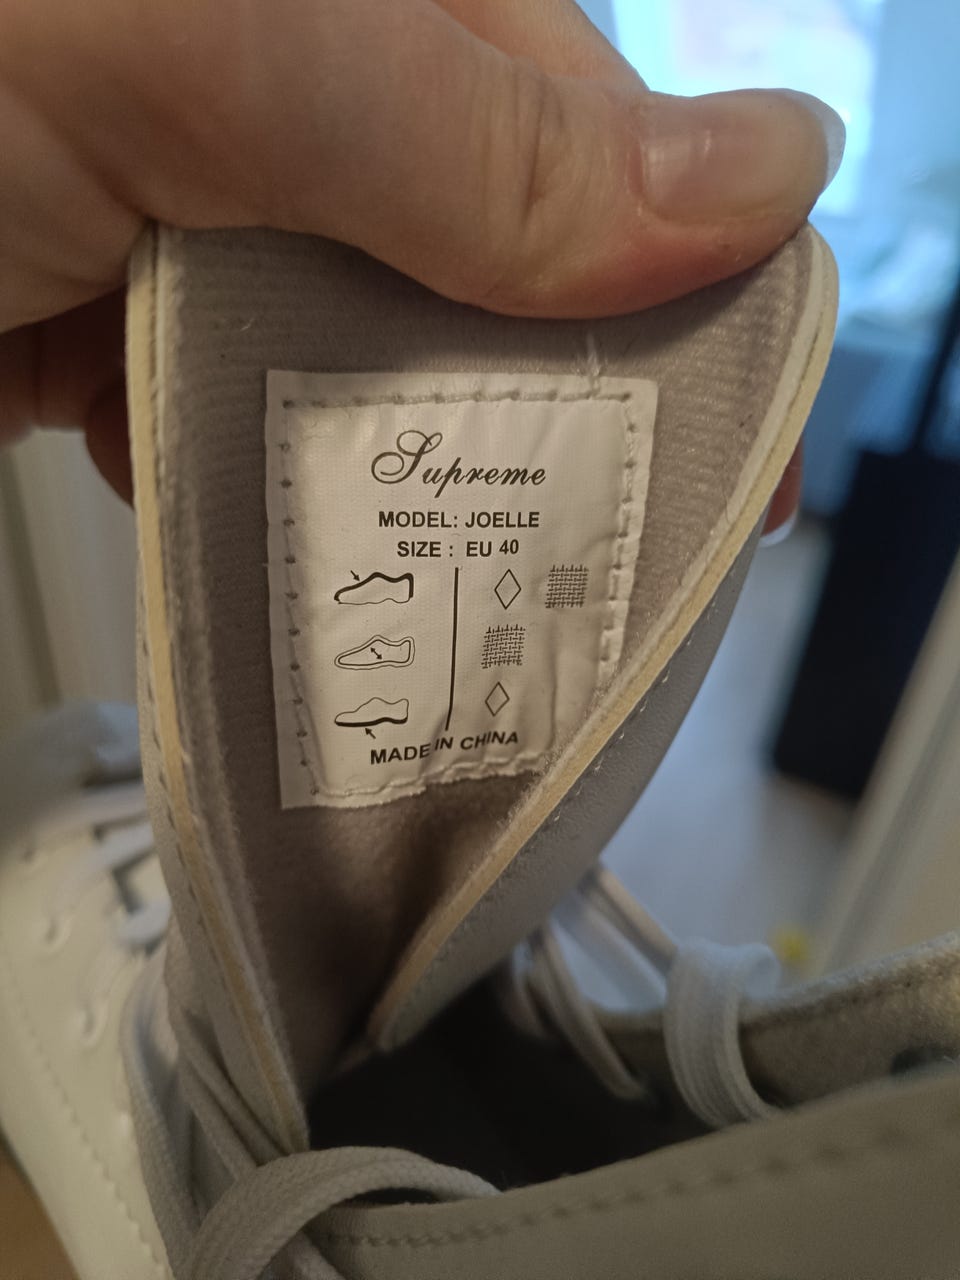 Supreme
MODEL: JOELLE
SIZE : EU 40
MADE IN CHINA